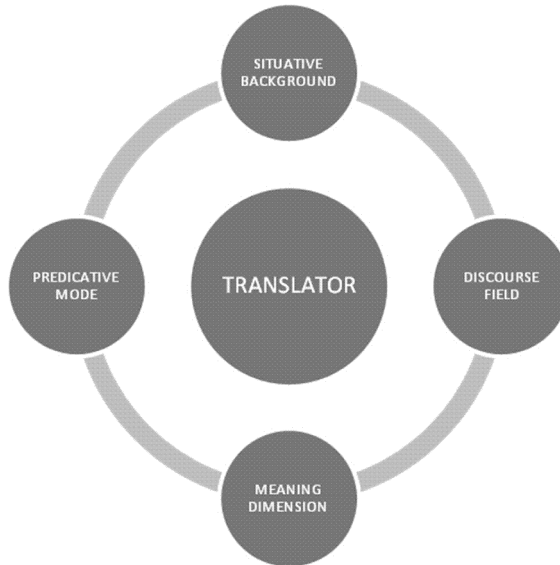 SITUATIVE
BACKGROUND
PREDICATIVE
MODE
TRANSLATOR
DISCOURSE
FIELD
MEANING
DIMENSION